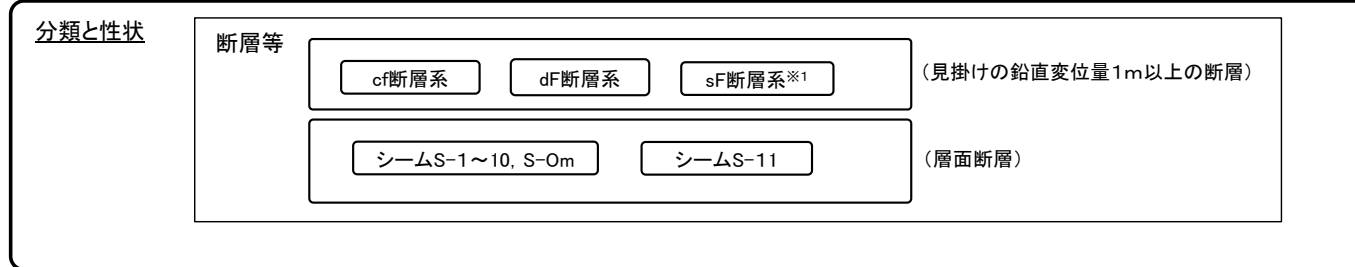 分類と性状
断層等
cf断層系 dF断層系 sF断層系※1 （見掛けの鉛直変位量1m以上の断層）
シームS-1～10, S-Om シームS-11 （層面断層）